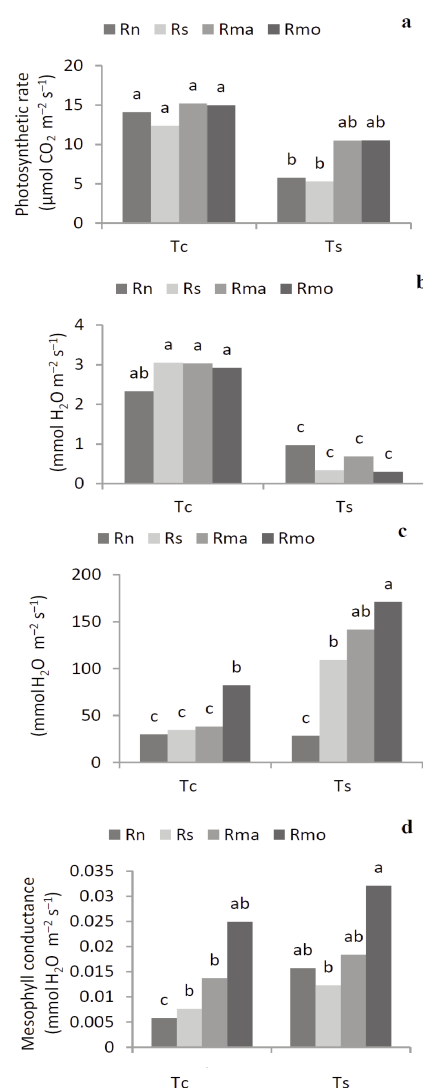 a
Rn Rs Rma Rmo
Photosynthetic rate
(µmol CO₂ m⁻² s⁻¹)
20
15
10
5
0
a a a a
b b ab ab
Tc Ts
b
Rn Rs Rma Rmo
(mmol H₂O m⁻² s⁻¹)
4
3
2
1
0
ab a a a
c c c c
Tc Ts
c
Rn Rs Rma Rmo
(mmol H₂O m⁻² s⁻¹)
200
150
100
50
0
c c c b
c b ab a
Tc Ts
d
Rn Rs Rma Rmo
Mesophyll conductance
(mmol H₂O m⁻² s⁻¹)
0.035
0.03
0.025
0.02
0.015
0.01
0.005
0
c b b ab
ab b ab a
Tc Ts